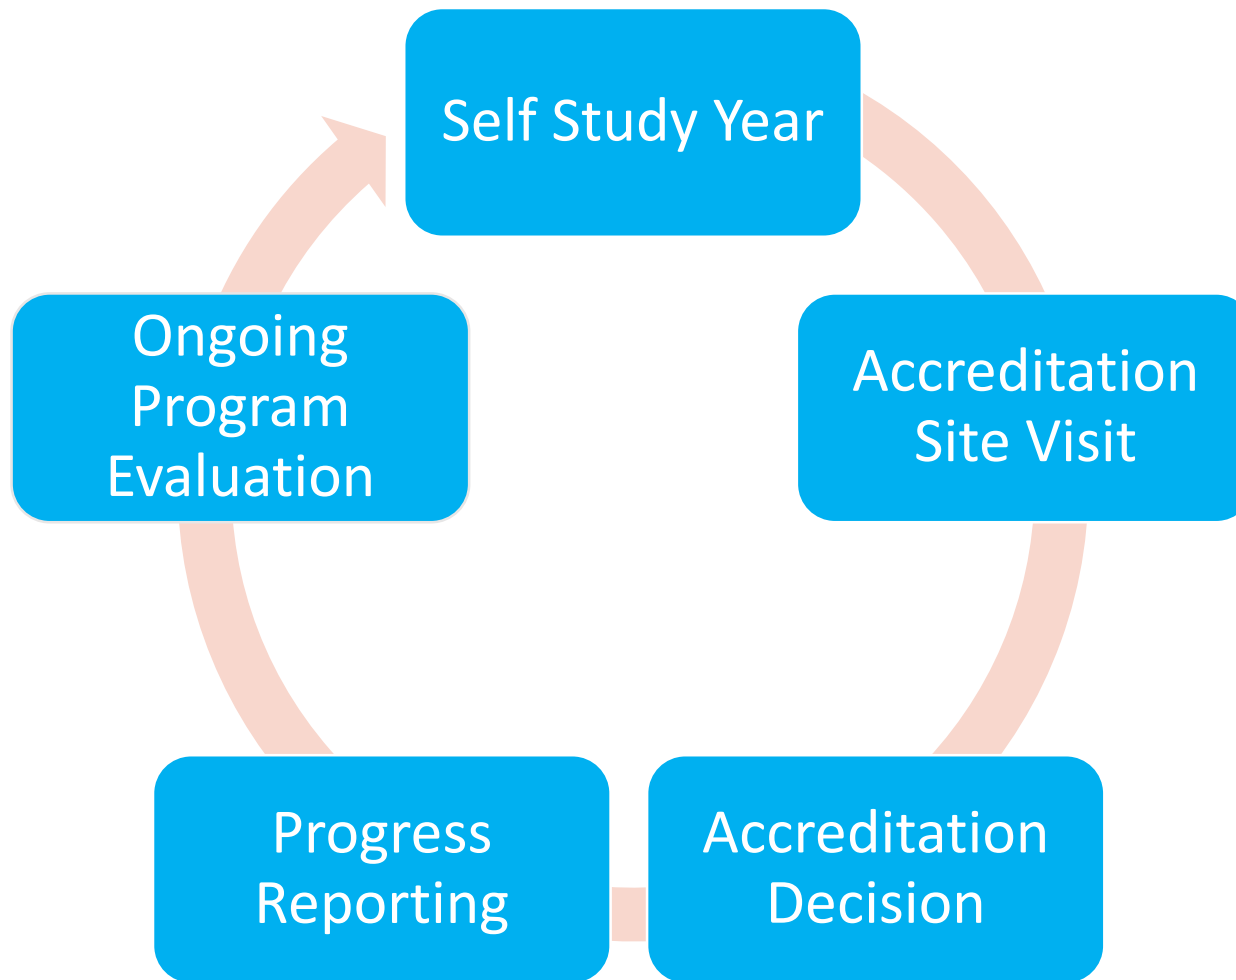 Self Study Year
Accreditation
Site Visit
Accreditation
Decision
Progress
Reporting
Ongoing
Program
Evaluation